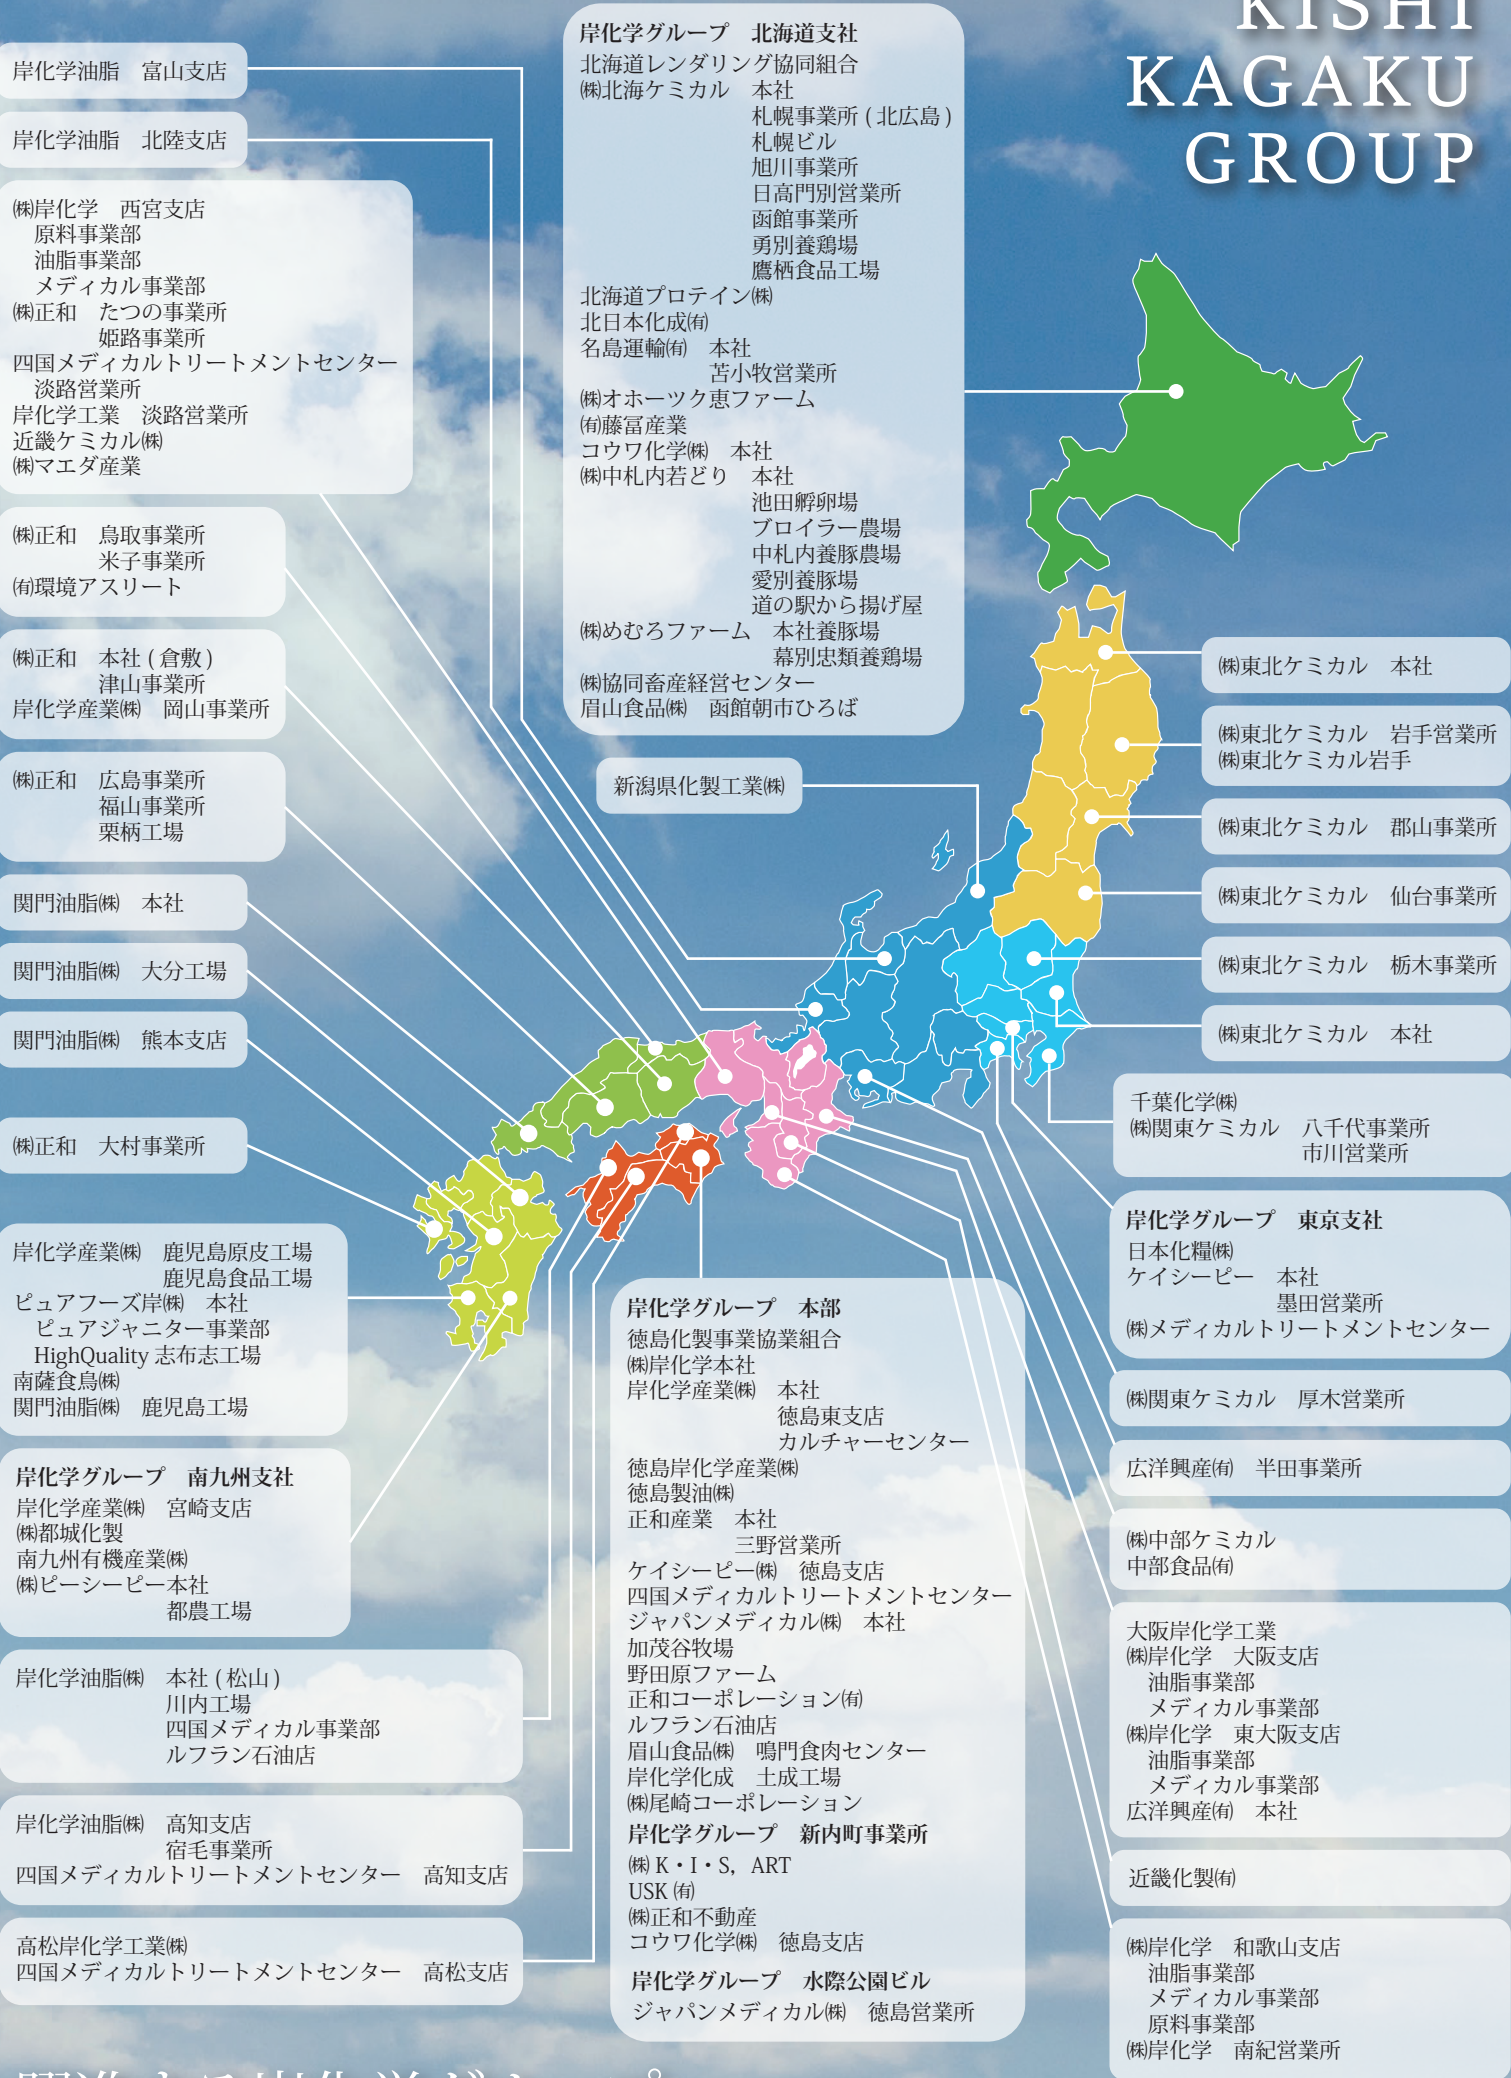 KISHI
KAGAKU
GROUP
岸化学油脂　富山支店
岸化学油脂　北陸支店
㈱岸化学　西宮支店
原料事業部
油脂事業部
メディカル事業部
㈱正和　たつの事業所
姫路事業所
四国メディカルトリートメントセンター
淡路営業所
岸化学工業　淡路営業所
近畿ケミカル㈱
㈱マエダ産業
㈱正和　鳥取事業所
米子事業所
㈲環境アスリート
㈱正和　本社 ( 倉敷 )
津山事業所
岸化学産業㈱　岡山事業所
㈱正和　広島事業所
福山事業所
栗柄工場
関門油脂㈱　本社
関門油脂㈱　大分工場
関門油脂㈱　熊本支店
㈱正和　大村事業所
岸化学産業㈱　鹿児島原皮工場
鹿児島食品工場
ピュアフーズ岸㈱　本社
ピュアジャニター事業部
HighQuality 志布志工場
南薩食鳥㈱
関門油脂㈱　鹿児島工場
岸化学グループ　南九州支社
岸化学産業㈱　宮崎支店
㈱都城化製
南九州有機産業㈱
㈱ピーシーピー本社
都農工場
岸化学油脂㈱　本社 ( 松山 )
川内工場
四国メディカル事業部
ルフラン石油店
岸化学油脂㈱　高知支店
宿毛事業所
四国メディカルトリートメントセンター　高知支店
高松岸化学工業㈱
四国メディカルトリートメントセンター　高松支店
岸化学グループ　北海道支社
北海道レンダリング協同組合
㈱北海ケミカル　本社
札幌事業所 ( 北広島 )
札幌ビル
旭川事業所
日高門別営業所
函館事業所
勇別養鶏場
鷹栖食品工場
北海道プロテイン㈱
北日本化成㈲
名島運輸㈲　本社
苫小牧営業所
㈱オホーツク恵ファーム
㈲藤冨産業
コウワ化学㈱　本社
㈱中札内若どり　本社
池田孵卵場
ブロイラー農場
中札内養豚農場
愛別養豚場
道の駅から揚げ屋
㈱めむろファーム　本社養豚場
幕別忠類養鶏場
㈱協同畜産経営センター
眉山食品㈱　函館朝市ひろば
新潟県化製工業㈱
岸化学グループ　本部
徳島化製事業協業組合
㈱岸化学本社
岸化学産業㈱　本社
徳島東支店
カルチャーセンター
徳島岸化学産業㈱
徳島製油㈱
正和産業　本社
三野営業所
ケイシーピー㈱　徳島支店
四国メディカルトリートメントセンター
ジャパンメディカル㈱　本社
加茂谷牧場
野田原ファーム
正和コーポレーション㈲
ルフラン石油店
眉山食品㈱　鳴門食肉センター
岸化学化成　土成工場
㈱尾崎コーポレーション
岸化学グループ　新内町事業所
㈱ K・I・S，ART
USK ㈲
㈱正和不動産
コウワ化学㈱　徳島支店
岸化学グループ　水際公園ビル
ジャパンメディカル㈱　徳島営業所
㈱東北ケミカル　本社
㈱東北ケミカル　岩手営業所
㈱東北ケミカル岩手
㈱東北ケミカル　郡山事業所
㈱東北ケミカル　仙台事業所
㈱東北ケミカル　栃木事業所
㈱東北ケミカル　本社
千葉化学㈱
㈱関東ケミカル　八千代事業所
市川営業所
岸化学グループ　東京支社
日本化糧㈱
ケイシーピー　本社
墨田営業所
㈱メディカルトリートメントセンター
㈱関東ケミカル　厚木営業所
広洋興産㈲　半田事業所
㈱中部ケミカル
中部食品㈲
大阪岸化学工業
㈱岸化学　大阪支店
油脂事業部
メディカル事業部
㈱岸化学　東大阪支店
油脂事業部
メディカル事業部
広洋興産㈲　本社
近畿化製㈲
㈱岸化学　和歌山支店
油脂事業部
メディカル事業部
原料事業部
㈱岸化学　南紀営業所